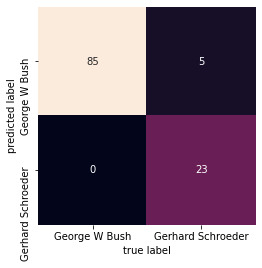 predicted label
George W Bush
85
5
Gerhard Schroeder
0
23
George W Bush
Gerhard Schroeder
true label